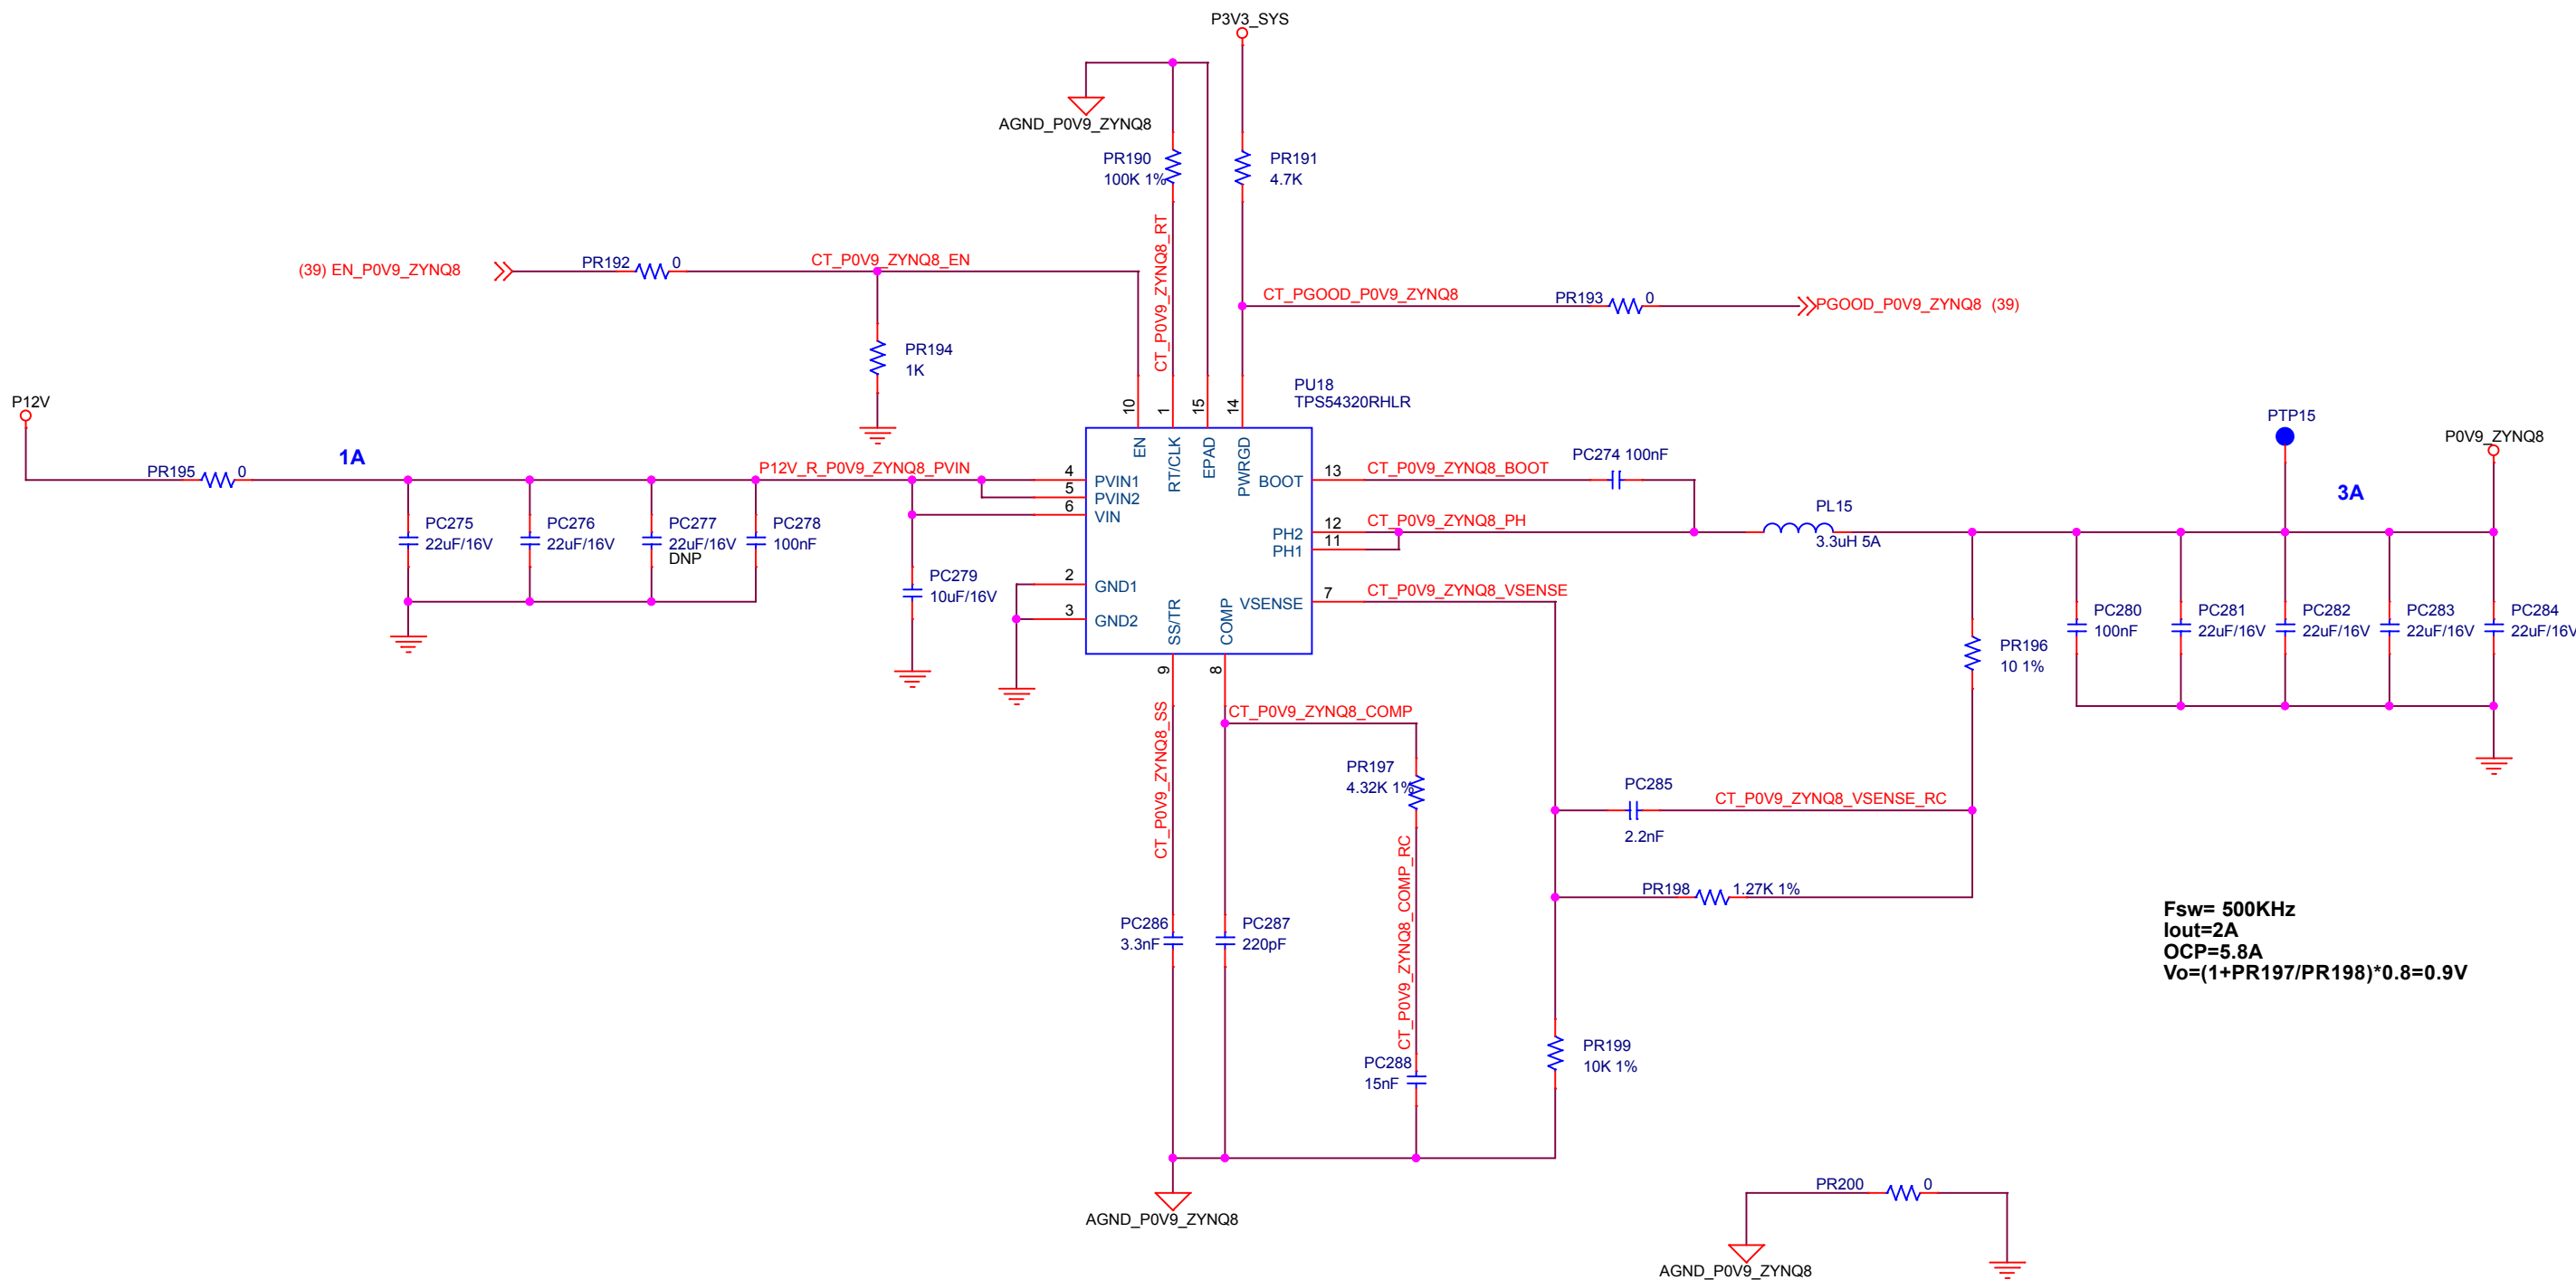 P3V3_SYS
AGND_P0V9_ZYNQ8
PR190
100K 1%
PR191
4.7K
CT_P0V9_ZYNQ8_RT
(39) EN_P0V9_ZYNQ8
PR192
0
CT_P0V9_ZYNQ8_EN
CT_PGOOD_P0V9_ZYNQ8
PR193
0
PGOOD_P0V9_ZYNQ8 (39)
PR194
1K
PU18
TPS54320RHLR
P12V
PR195
0
1A
P12V_R_P0V9_ZYNQ8_PVIN
10
1
15
14
EN
RT/CLK
EPAD
PWRGD
4
PVIN1
5
PVIN2
6
VIN
2
GND1
3
GND2
BOOT
13
PH2
12
PH1
11
VSENSE
7
SS/TR
COMP
9
8
CT_P0V9_ZYNQ8_BOOT
PC274 100nF
CT_P0V9_ZYNQ8_PH
PL15
3.3uH 5A
PTP15
3A
P0V9_ZYNQ8
CT_P0V9_ZYNQ8_VSENSE
PC275
22uF/16V
PC276
22uF/16V
PC277
22uF/16V
DNP
PC278
100nF
PC279
10uF/16V
PC280
100nF
PC281
22uF/16V
PC282
22uF/16V
PC283
22uF/16V
PC284
22uF/16V
PR196
10 1%
CT_P0V9_ZYNQ8_SS
CT_P0V9_ZYNQ8_COMP
PR197
4.32K 1%
CT_P0V9_ZYNQ8_COMP_RC
PC285
2.2nF
CT_P0V9_ZYNQ8_VSENSE_RC
PR198
1.27K 1%
PC286
3.3nF
PC287
220pF
PC288
15nF
PR199
10K 1%
Fsw= 500KHz
Iout=2A
OCP=5.8A
Vo=(1+PR197/PR198)*0.8=0.9V
AGND_P0V9_ZYNQ8
PR200
0
AGND_P0V9_ZYNQ8